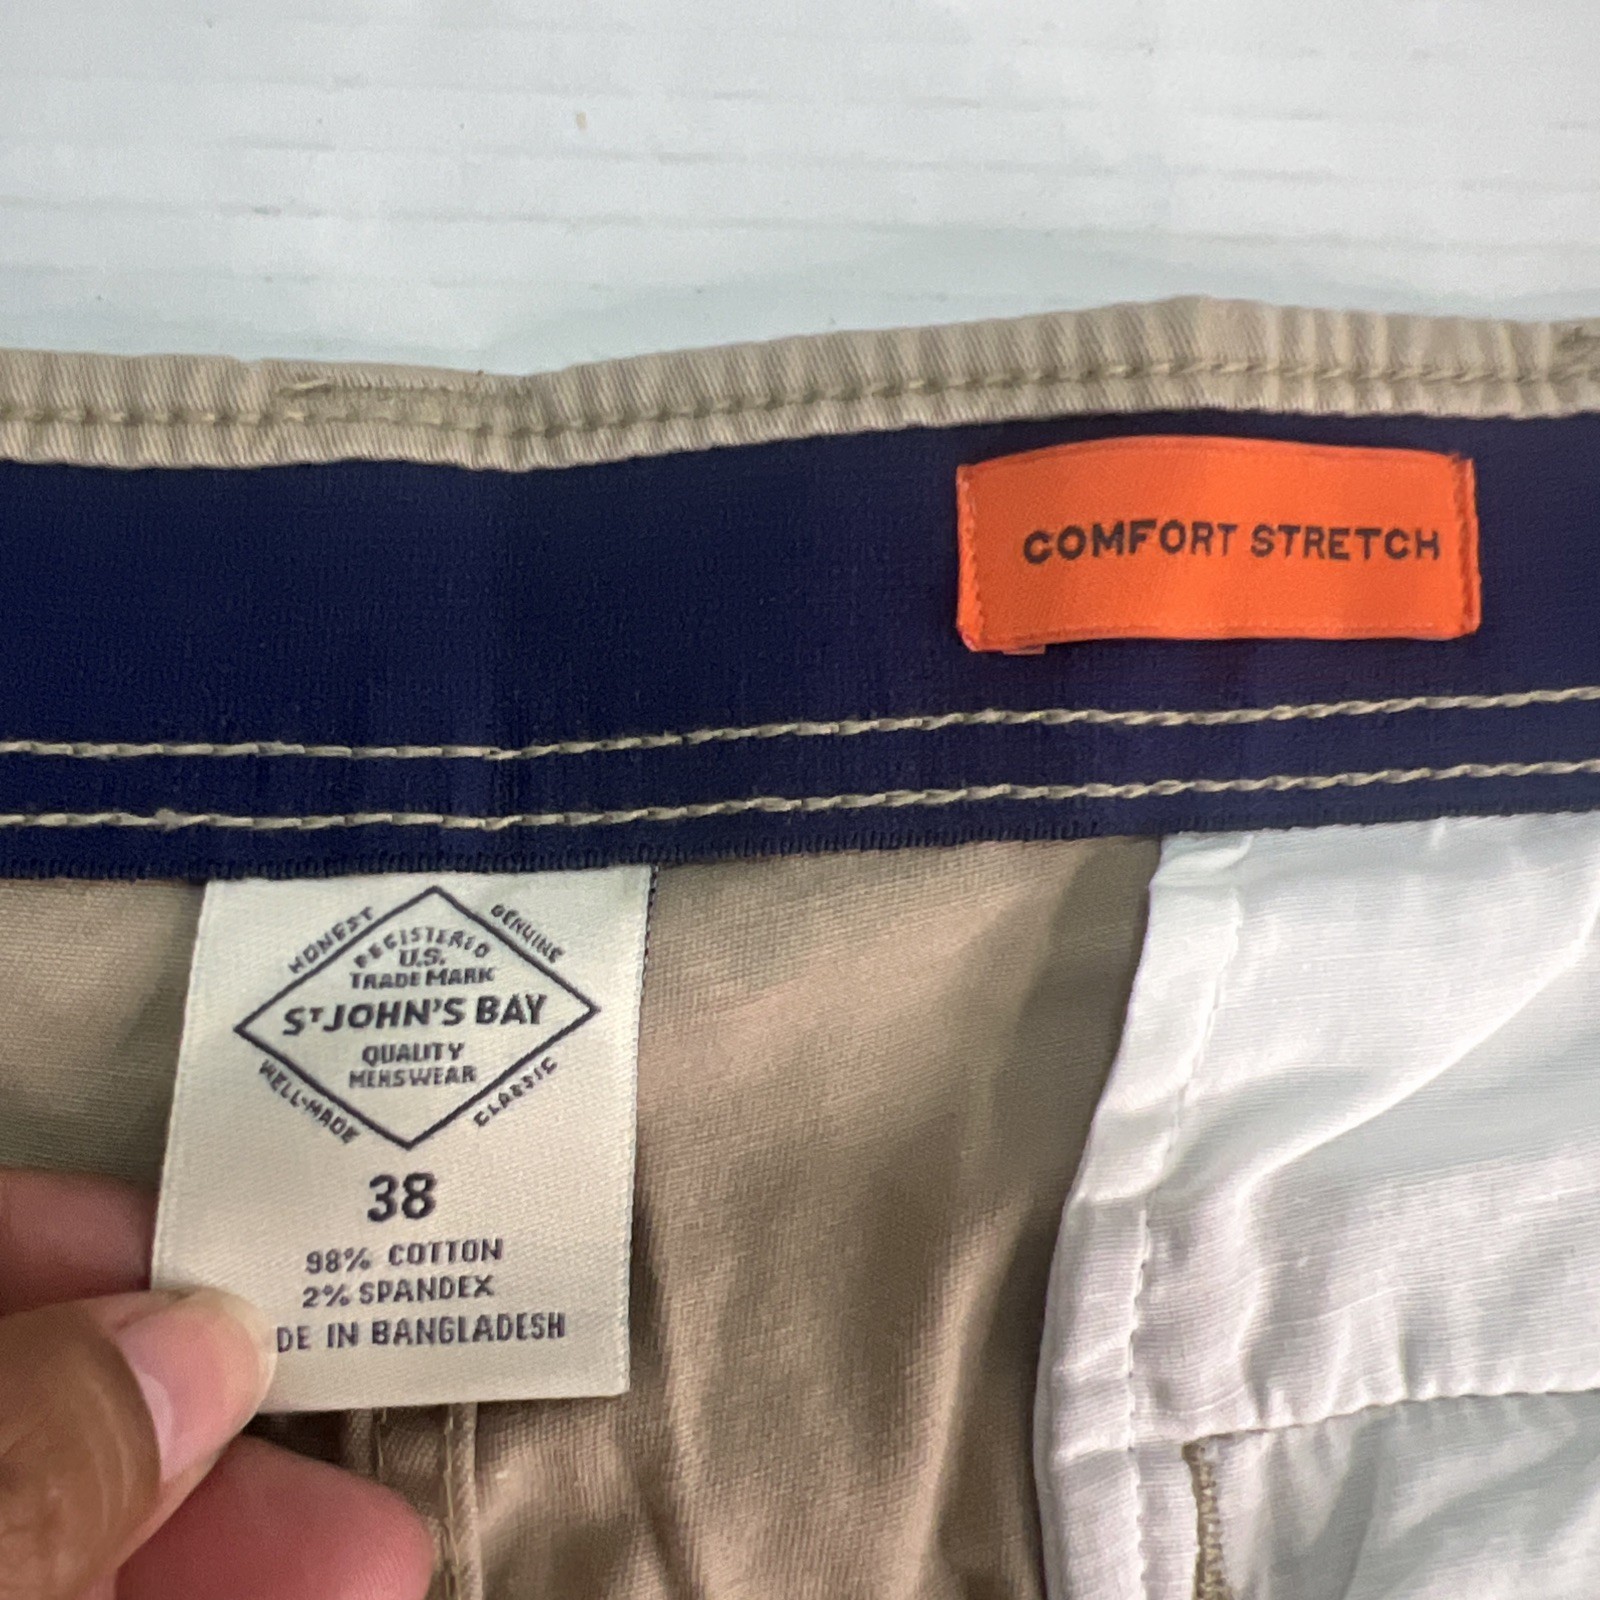 COMFORT STRETCH
HONEST
GENUINE
REGISTERED
U.S.
TRADE MARK
ST JOHN'S BAY
QUALITY
MENSWEAR
WELL-MADE
CLASSIC
38
98% COTTON
2% SPANDEX
DE IN BANGLADESH